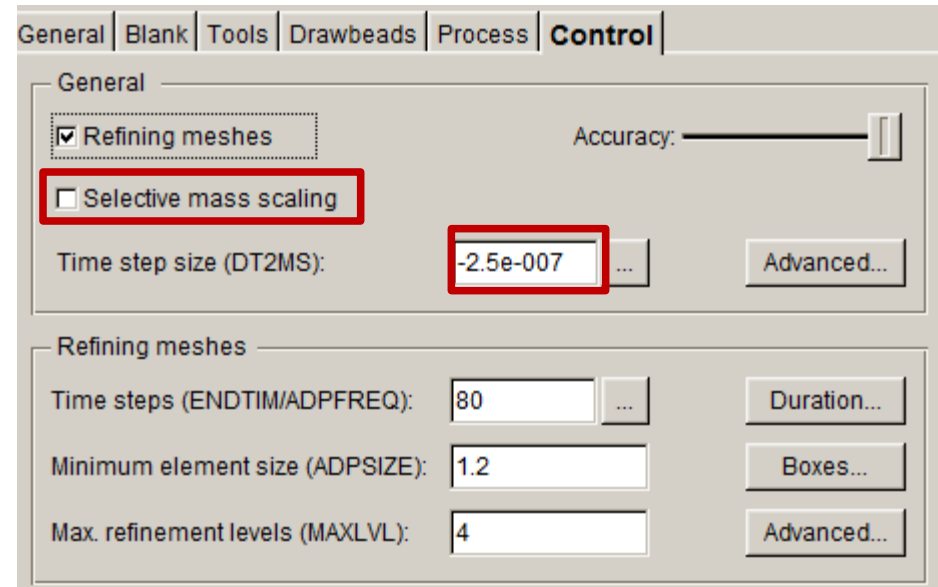 General Blank Tools Drawbeads Process Control
General
Refining meshes Accuracy:
Selective mass scaling
Time step size (DT2MS): -2.5e-007 ... Advanced...
Refining meshes
Time steps (ENDTIM/ADPFREQ): 80 ... Duration...
Minimum element size (ADPSIZE): 1.2 Boxes...
Max. refinement levels (MAXLVL): 4 Advanced...